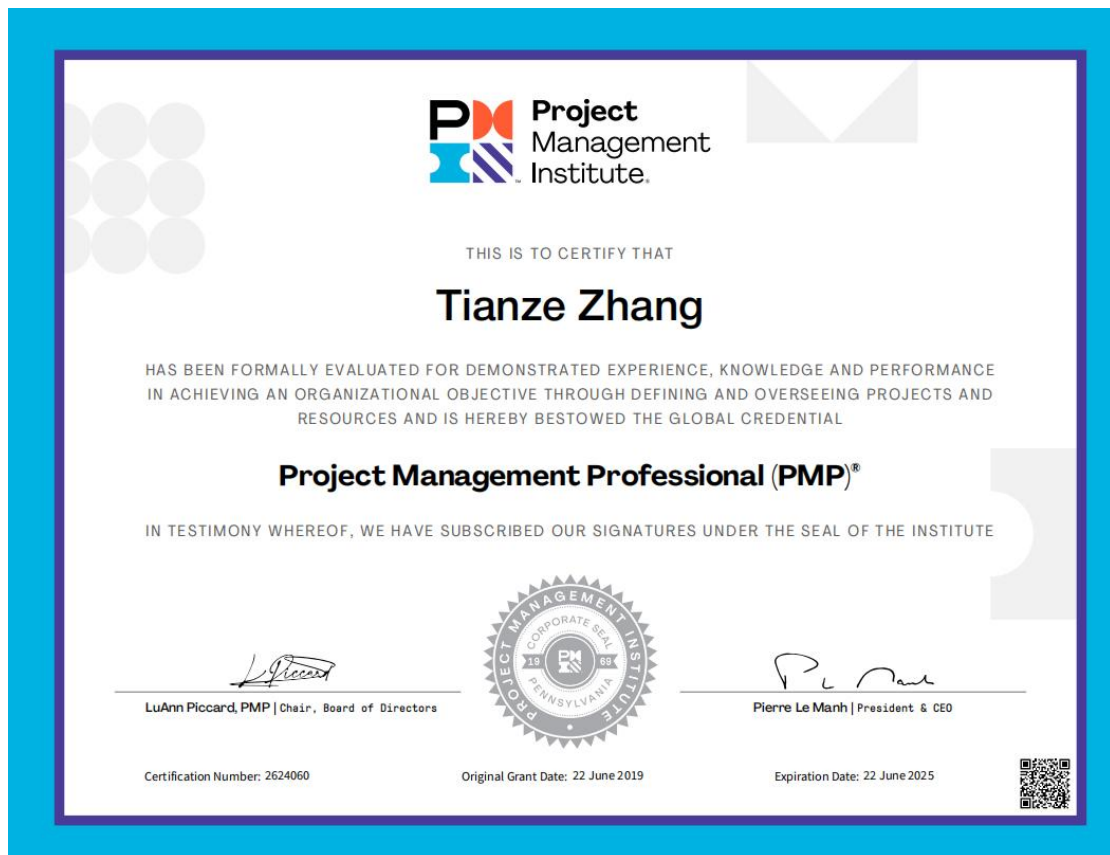 PM
Project
Management
Institute.
THIS IS TO CERTIFY THAT
Tianze Zhang
HAS BEEN FORMALLY EVALUATED FOR DEMONSTRATED EXPERIENCE, KNOWLEDGE AND PERFORMANCE
IN ACHIEVING AN ORGANIZATIONAL OBJECTIVE THROUGH DEFINING AND OVERSEEING PROJECTS AND
RESOURCES AND IS HEREBY BESTOWED THE GLOBAL CREDENTIAL
Project Management Professional (PMP)®
IN TESTIMONY WHEREOF, WE HAVE SUBSCRIBED OUR SIGNATURES UNDER THE SEAL OF THE INSTITUTE
PROJECT MANAGEMENT INSTITUTE
CORPORATE SEAL
19 69
PENNSYLVANIA
LuAnn Piccard, PMP | Chair, Board of Directors
Pierre Le Manh | President & CEO
Certification Number: 2624060
Original Grant Date: 22 June 2019
Expiration Date: 22 June 2025